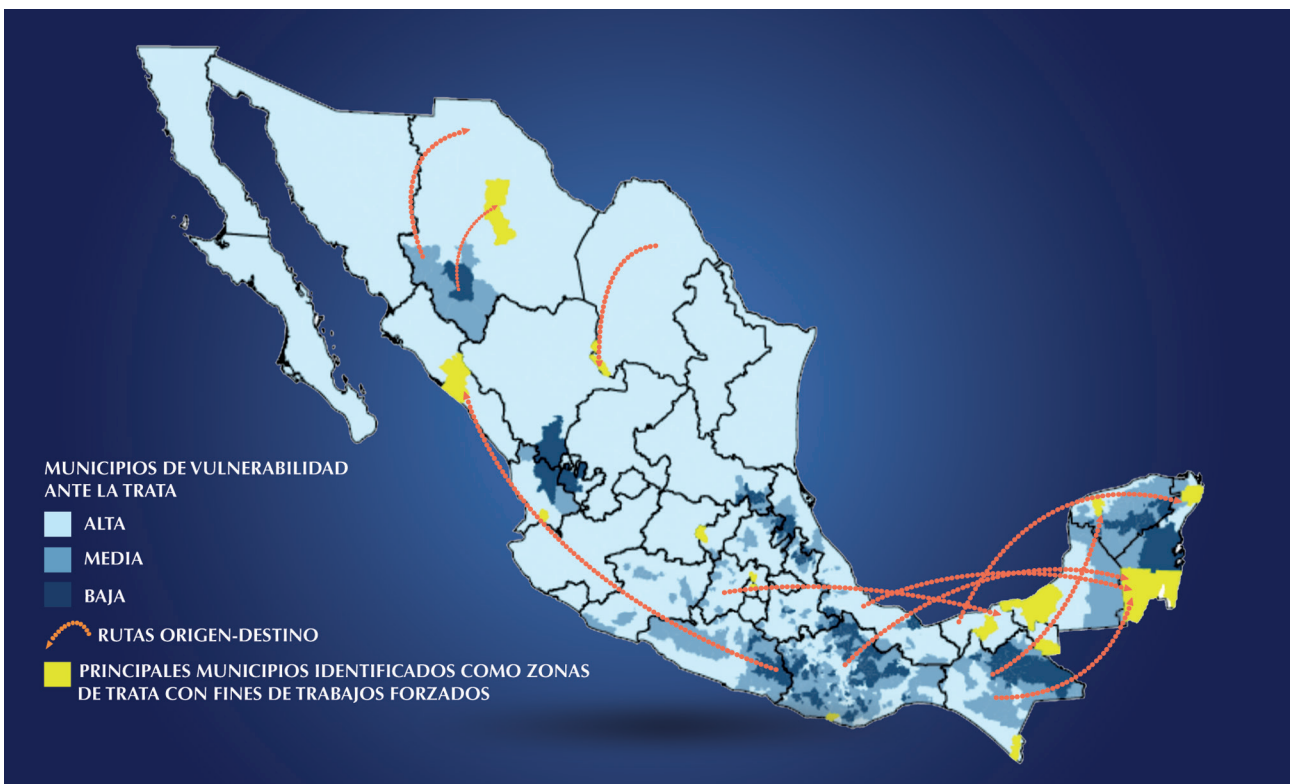 MUNICIPIOS DE VULNERABILIDAD
ANTE LA TRATA
ALTA
MEDIA
BAJA
RUTAS ORIGEN-DESTINO
PRINCIPALES MUNICIPIOS IDENTIFICADOS COMO ZONAS
DE TRATA CON FINES DE TRABAJOS FORZADOS